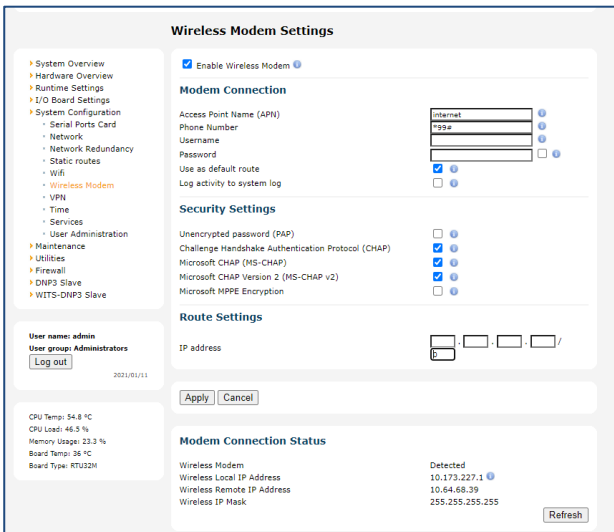 Wireless Modem Settings
System Overview
Hardware Overview
Runtime Settings
I/O Board Settings
System Configuration
Serial Ports Card
Network
Network Redundancy
Static routes
Wifi
Wireless Modem
VPN
Time
Services
User Administration
Maintenance
Utilities
Firewall
DNP3 Slave
WITS-DNP3 Slave
User name: admin
User group: Administrators
Log out
2021/01/11
CPU Temp: 54.8 ºC
CPU Load: 46.5 %
Memory Usage: 23.3 %
Board Temp: 36 ºC
Board Type: RTU32M
Enable Wireless Modem
Modem Connection
Access Point Name (APN) internet
Phone Number *99#
Username
Password
Use as default route
Log activity to system log
Security Settings
Unencrypted password (PAP)
Challenge Handshake Authentication Protocol (CHAP)
Microsoft CHAP (MS-CHAP)
Microsoft CHAP Version 2 (MS-CHAP v2)
Microsoft MPPE Encryption
Route Settings
IP address . . . /
Apply Cancel
Modem Connection Status
Wireless Modem Detected
Wireless Local IP Address 10.173.227.1
Wireless Remote IP Address 10.64.68.39
Wireless IP Mask 255.255.255.255
Refresh